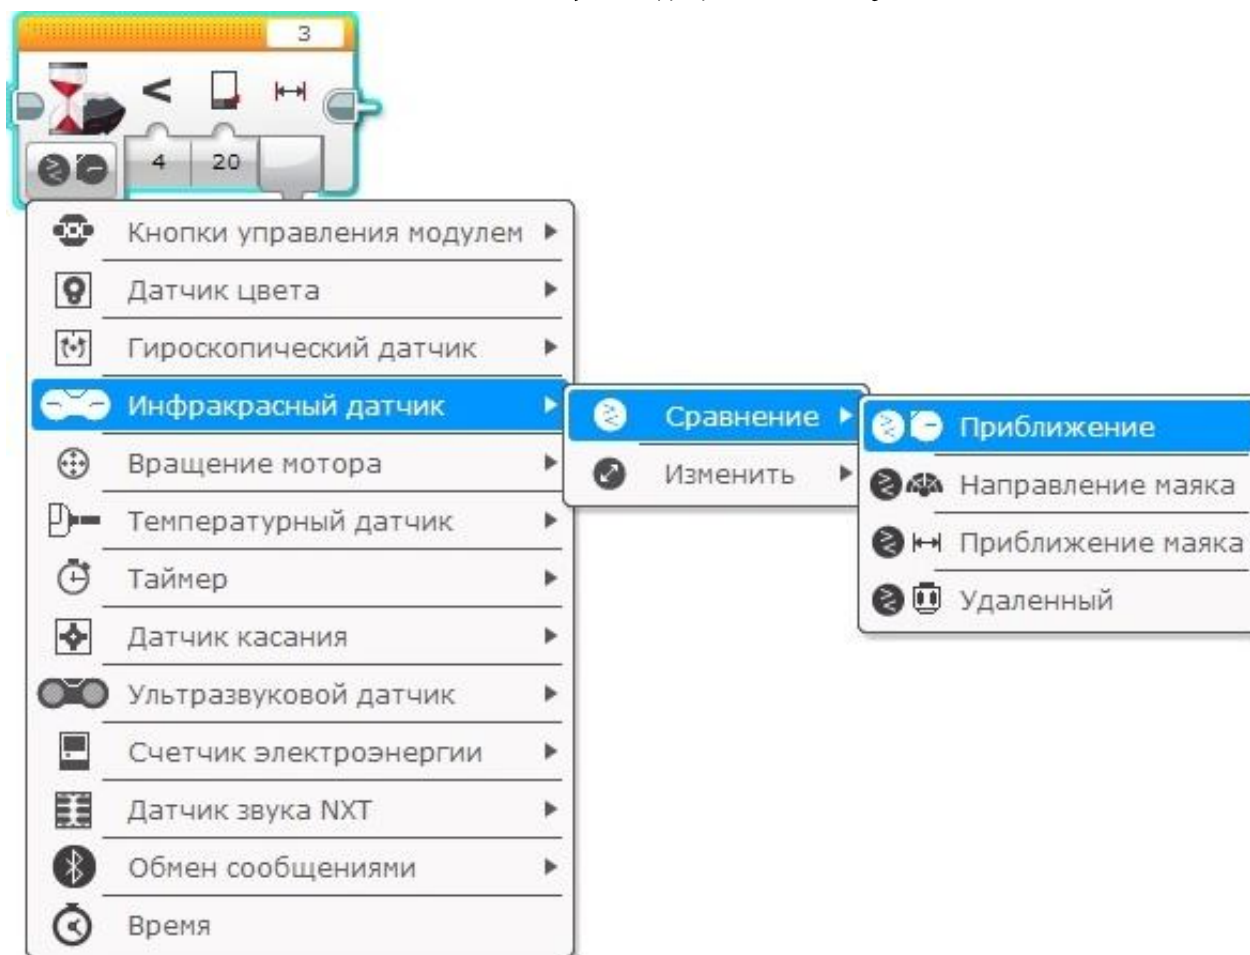 3
<
4 20
Кнопки управления модулем
Датчик цвета
Гироскопический датчик
Инфракрасный датчик
Вращение мотора
Температурный датчик
Таймер
Датчик касания
Ультразвуковой датчик
Счетчик электроэнергии
Датчик звука NXT
Обмен сообщениями
Время
Сравнение
Изменить
Приближение
Направление маяка
Приближение маяка
Удаленный